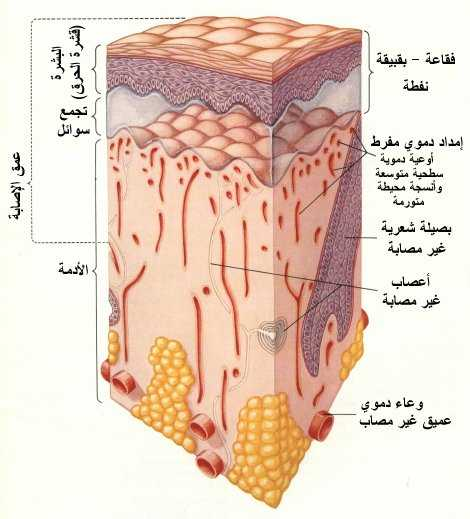 البشرة
(قشرة الحرق)
تجمع
سوائل
عمق الإصابة
الأدمة
فقاعة - بقبيقة
نفطة
إمداد دموي مفرط
أوعية دموية
سطحية متوسعة
وأنسجة محيطة
متورمة
بصيلة شعرية
غير مصابة
أعصاب
غير مصابة
وعاء دموي
عميق غير مصاب